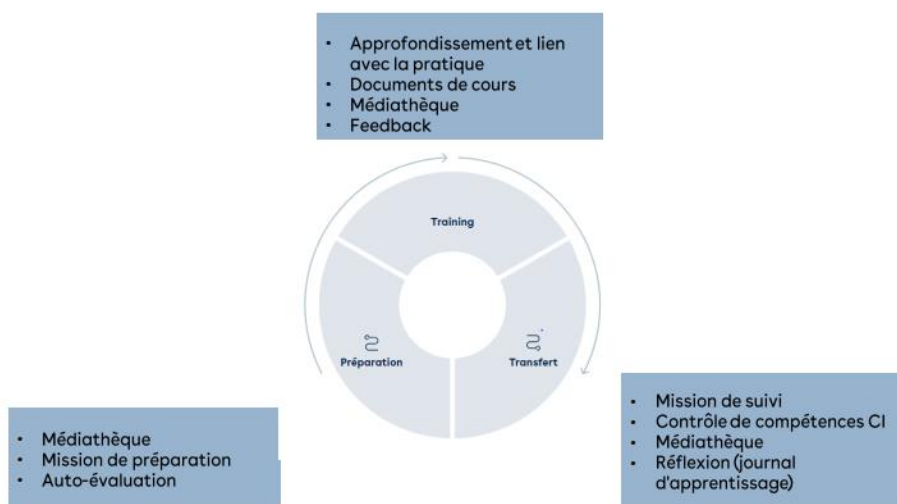 • Approfondissement et lien
avec la pratique
• Documents de cours
• Médiathèque
• Feedback
Training
Préparation
Transfert
• Médiathèque
• Mission de préparation
• Auto-évaluation
• Mission de suivi
• Contrôle de compétences CI
• Médiathèque
• Réflexion (journal
d'apprentissage)